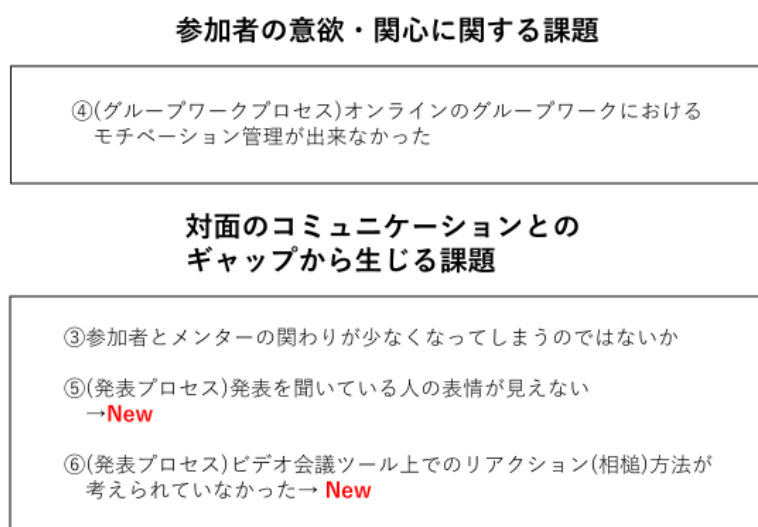 参加者の意欲・関心に関する課題
④(グループワークプロセス)オンラインのグループワークにおける
モチベーション管理が出来なかった
対面のコミュニケーションとの
ギャップから生じる課題
③参加者とメンターの関わりが少なくなってしまうのではないか
⑤(発表プロセス)発表を聞いている人の表情が見えない
→New
⑥(発表プロセス)ビデオ会議ツール上でのリアクション(相槌)方法が
考えられていなかった→ New